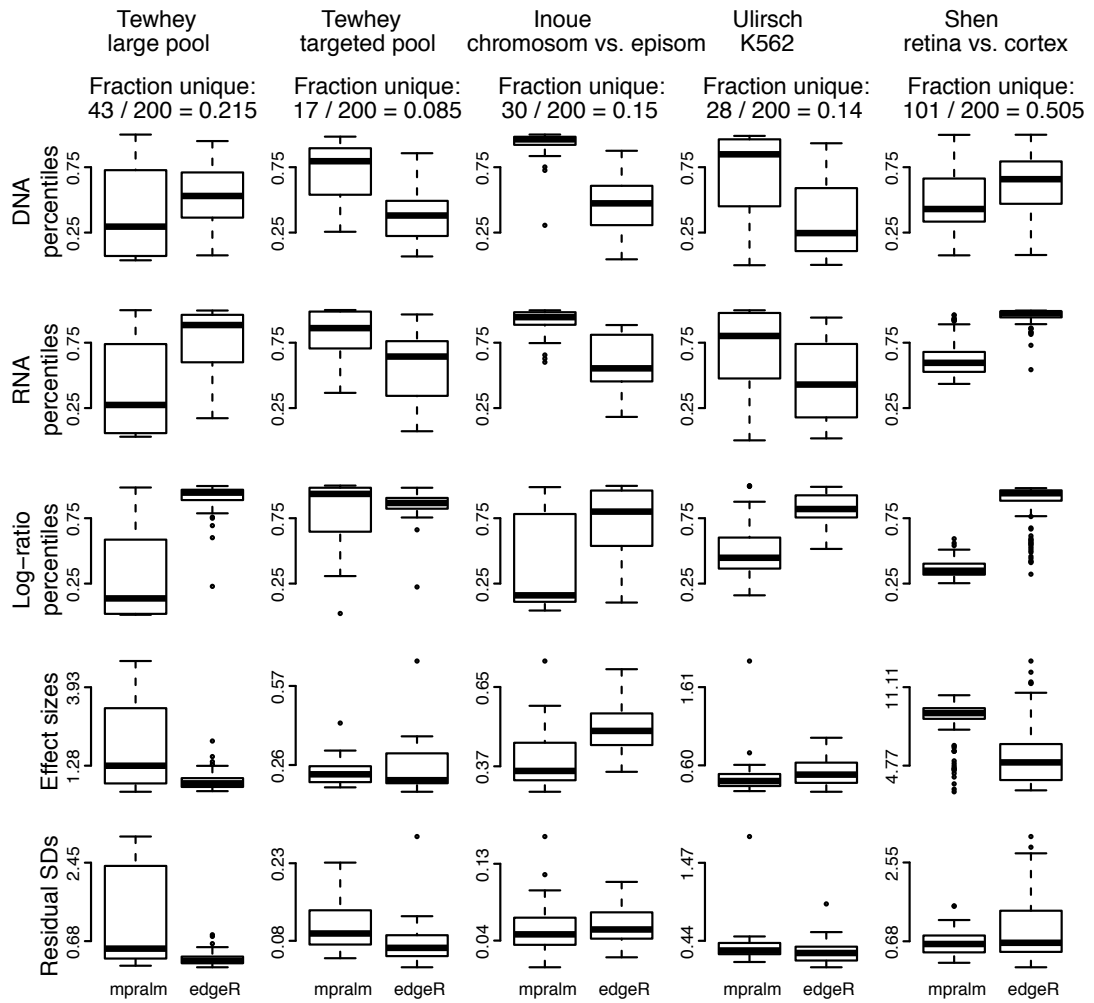 Tewhey
large pool
Tewhey
targeted pool
Inoue
chromosom vs. episom
Ulirsch
K562
Shen
retina vs. cortex
Fraction unique:
43 / 200 = 0.215
Fraction unique:
17 / 200 = 0.085
Fraction unique:
30 / 200 = 0.15
Fraction unique:
28 / 200 = 0.14
Fraction unique:
101 / 200 = 0.505
DNA
percentiles
0.75
0.25
0.75
0.25
0.75
0.25
0.75
0.25
0.75
0.25
RNA
percentiles
0.75
0.25
0.75
0.25
0.75
0.25
0.75
0.25
0.75
0.25
Log−ratio
percentiles
0.75
0.25
0.75
0.25
0.75
0.25
0.75
0.25
0.75
0.25
Effect sizes
3.93
1.28
0.57
0.26
0.65
0.37
1.61
0.60
11.11
4.77
Residual SDs
2.45
0.68
0.23
0.08
0.13
0.04
1.47
0.44
2.55
0.68
mpralm edgeR
mpralm edgeR
mpralm edgeR
mpralm edgeR
mpralm edgeR